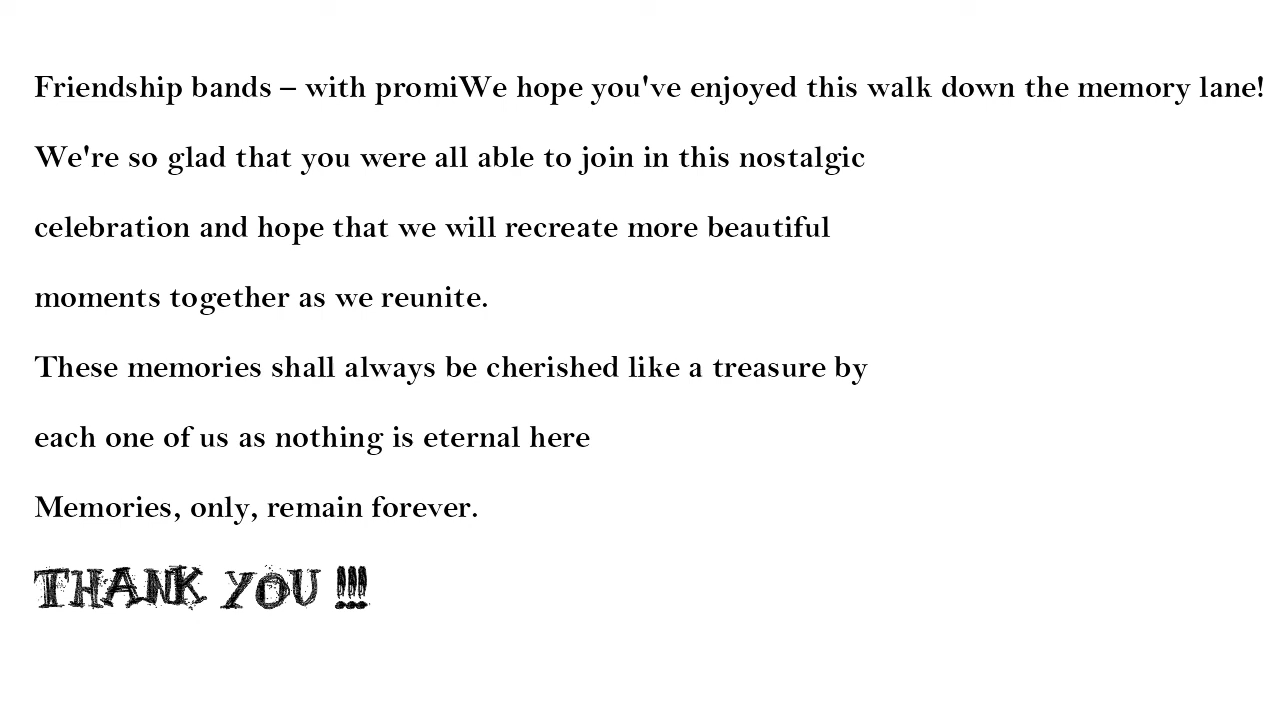 Friendship bands – with promiWe hope you've enjoyed this walk down the memory lane!
We're so glad that you were all able to join in this nostalgic
celebration and hope that we will recreate more beautiful
moments together as we reunite.
These memories shall always be cherished like a treasure by
each one of us as nothing is eternal here
Memories, only, remain forever.
THANK YOU !!!